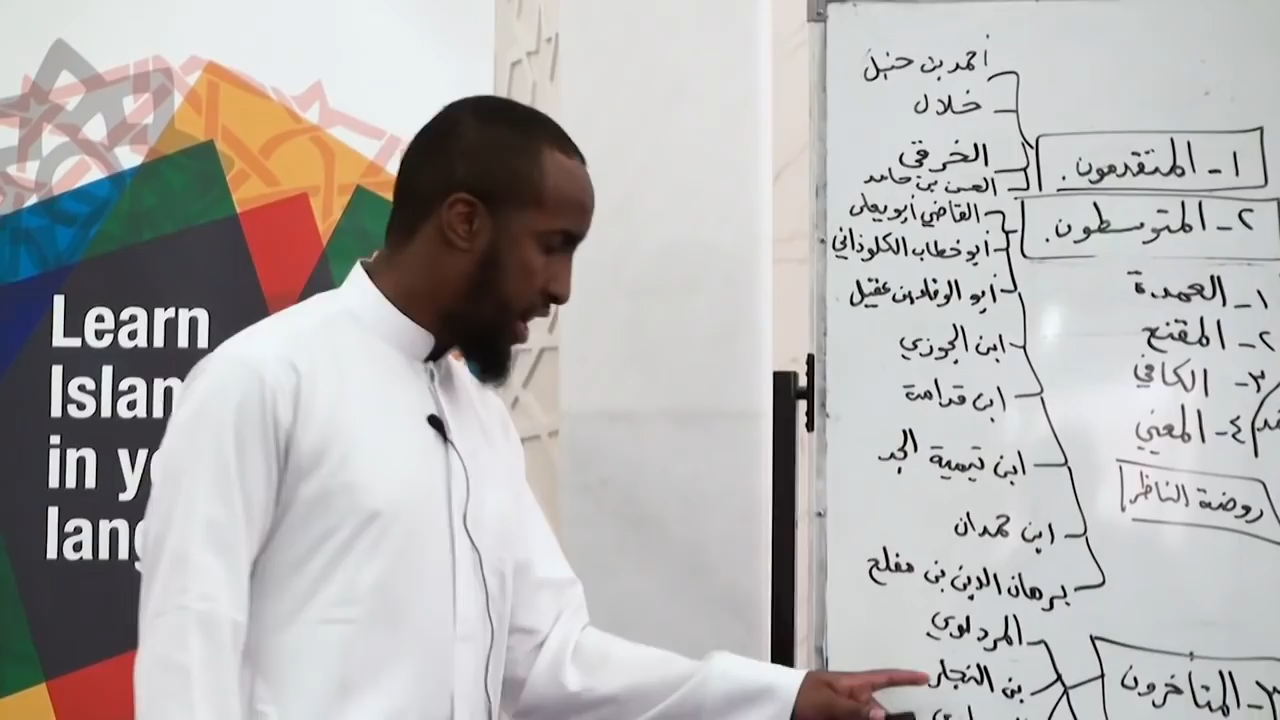 Learn
Islam
in y
lang
أحمد بن حنبل
خلال
الخرقي
الحسن بن حامد
١- المتقدمون.
القاضي أبو يعلى
أبو خطاب الكلوذاني
أبو الوفاء بن عقيل
ابن الجوزي
ابن قدامة
ابن تيمية الجد
ابن حمدان
برهان الدين بن مفلح
٢- المتوسطون.
١- العمدة
٢- المقنع
٣- الكافي
٤- المغني
روضة الناظر
المرداوي
بن النجار
٣- المتأخرون